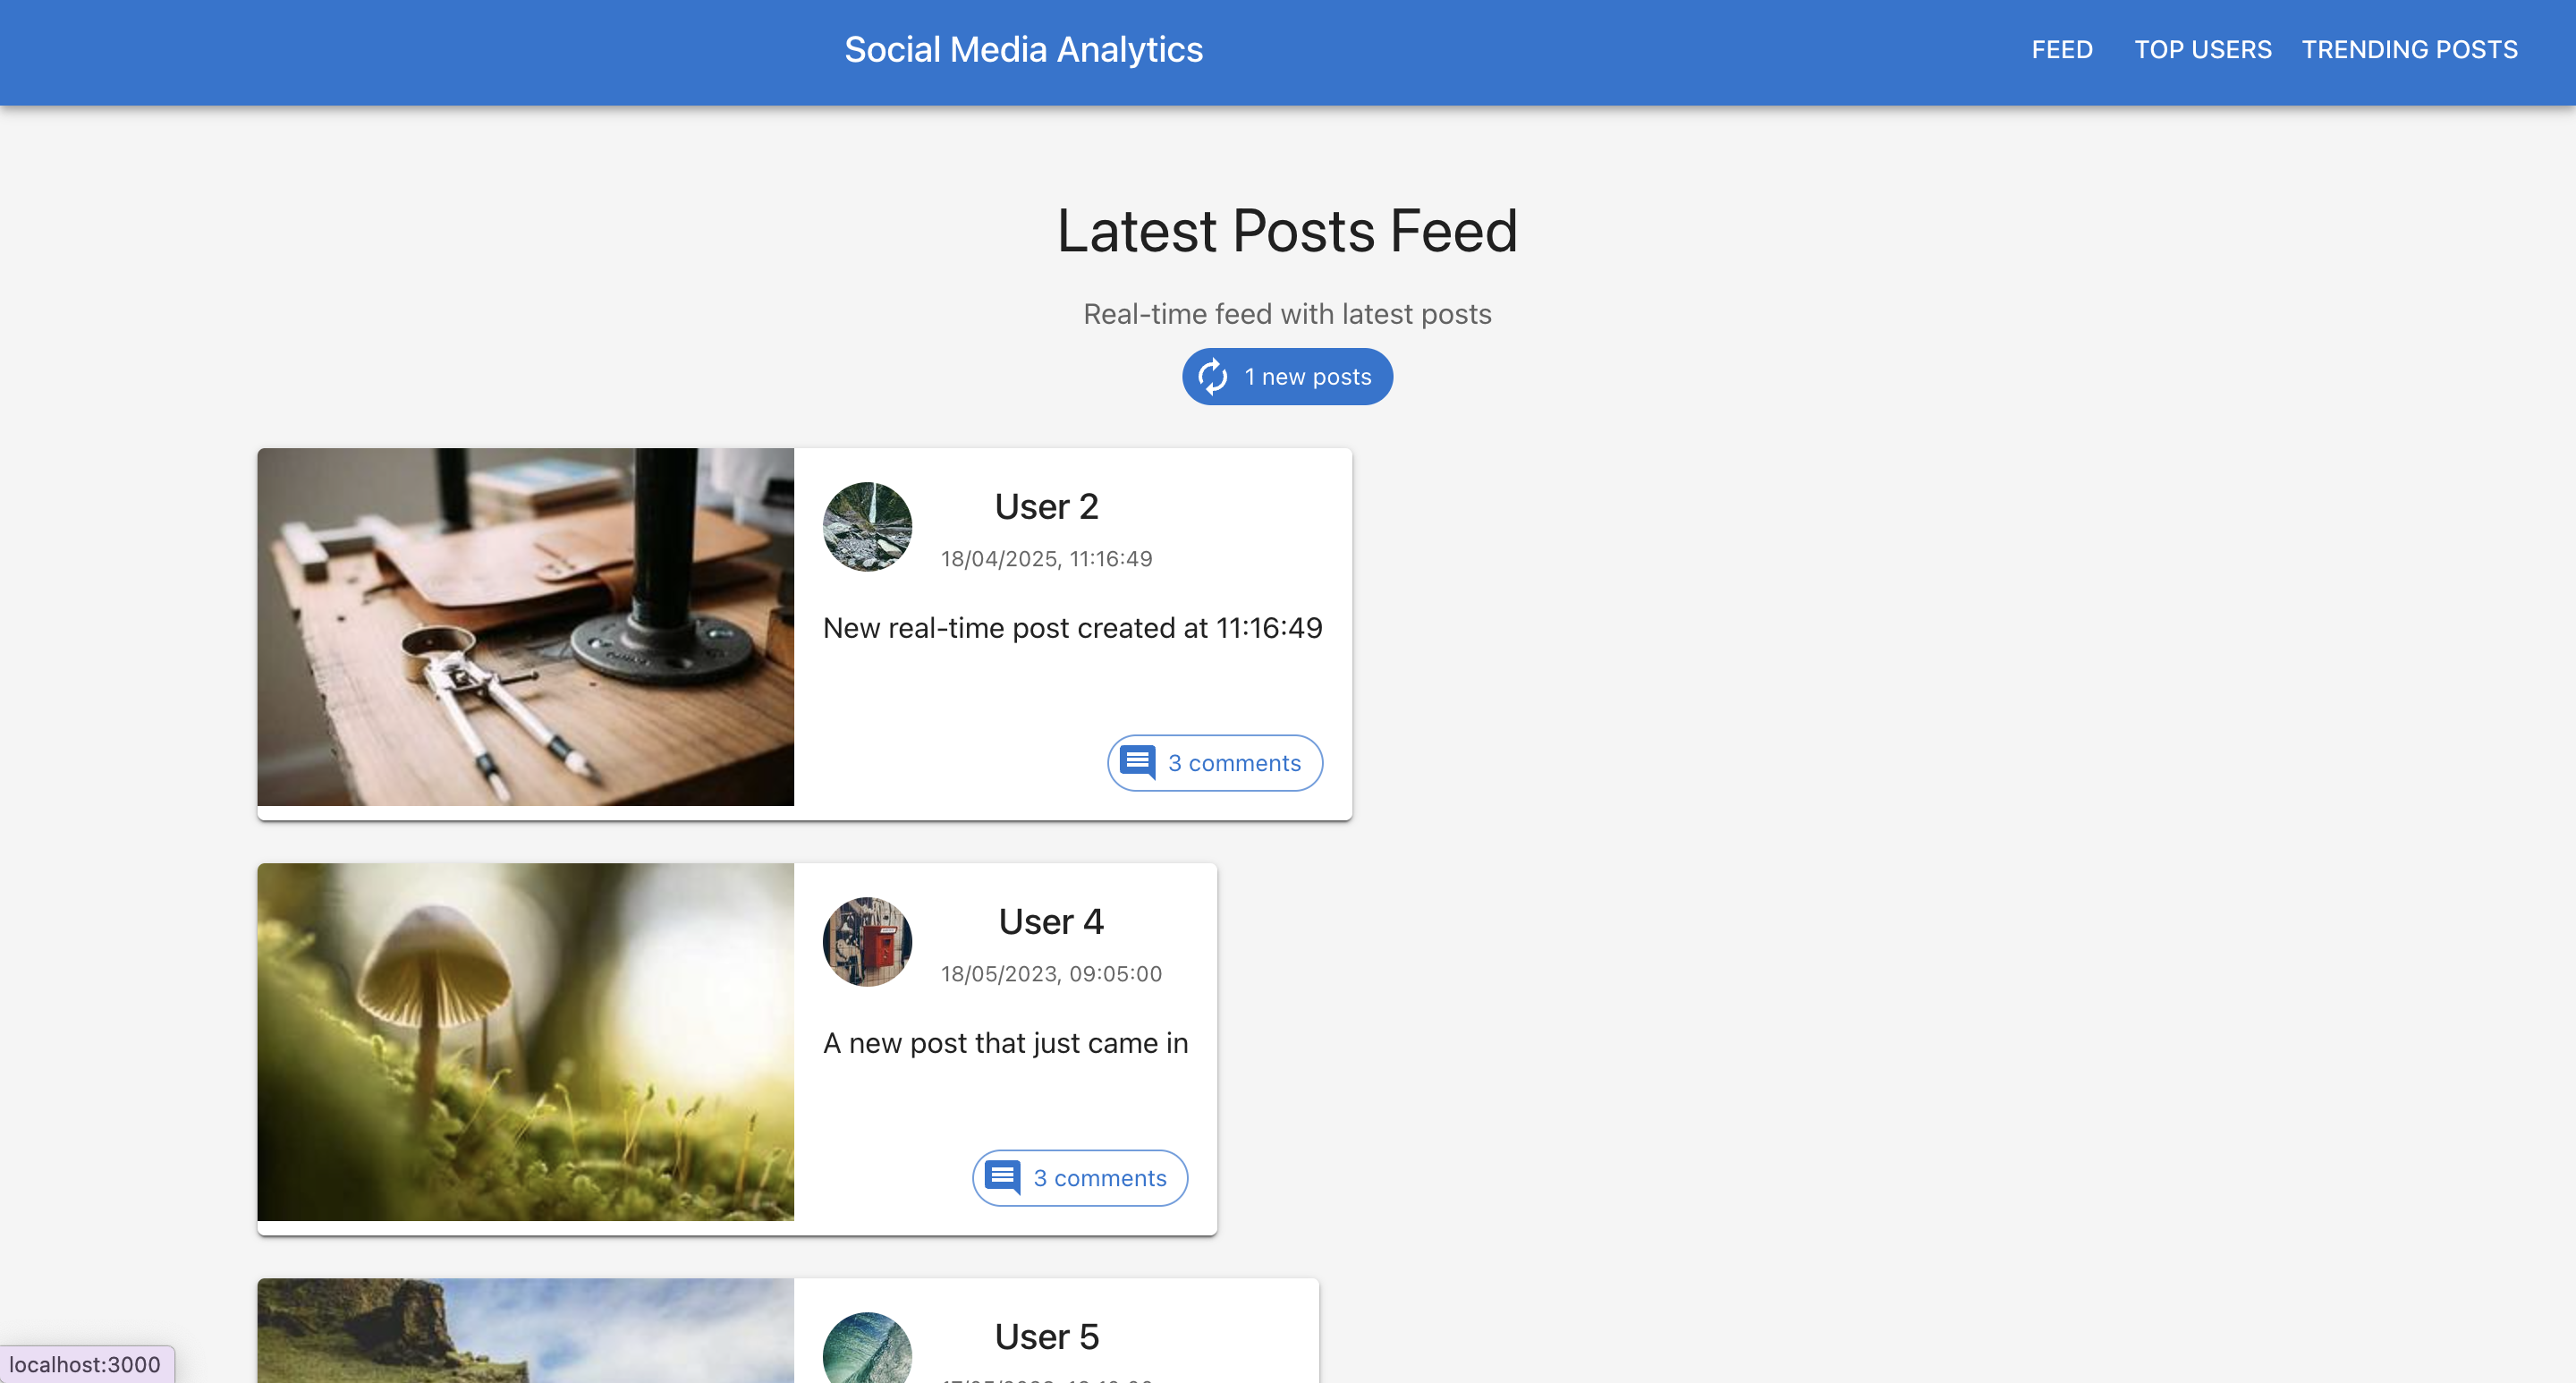 Social Media Analytics
FEED
TOP USERS
TRENDING POSTS
Latest Posts Feed
Real-time feed with latest posts
1 new posts
User 2
18/04/2025, 11:16:49
New real-time post created at 11:16:49
3 comments
User 4
18/05/2023, 09:05:00
A new post that just came in
3 comments
User 5
localhost:3000